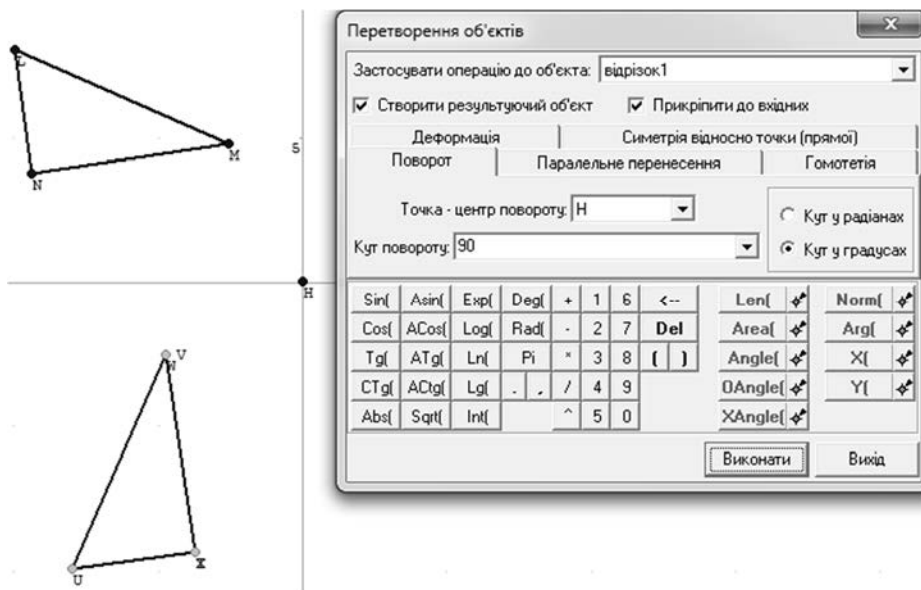 Перетворення об'єктів
Застосувати операцію до об'єкта: відрізок1
Створити результуючий об'єкт Прикріпити до вхідних
Деформація Симетрія відносно точки (прямої)
Поворот Паралельне перенесення Гомотетія
Точка - центр повороту: H
Кут повороту: 90
Кут у радіанах
Кут у градусах
Sin( Asin( Exp( Deg( + 1 6 <-- Len( Norm(
Cos( ACos( Log( Rad( - 2 7 Del Area( Arg(
Tg( ATg( Ln( Pi * 3 8 ( ) Angle( X(
CTg( ACtg( Lg( . , / 4 9 OAngle( Y(
Abs( Sqrt( Int( ^ 5 0 XAngle(
Виконати Вихід
L
M
N
5
H
V
U
X